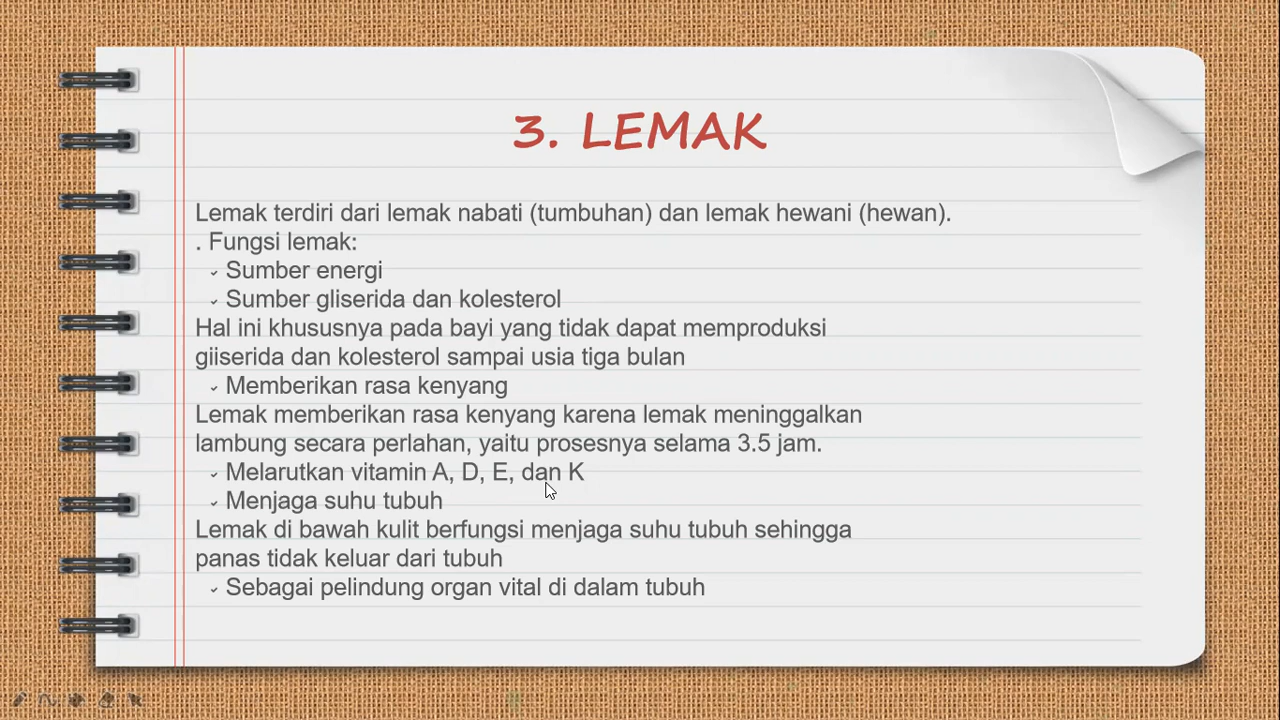 3. LEMAK
Lemak terdiri dari lemak nabati (tumbuhan) dan lemak hewani (hewan).
. Fungsi lemak:
✓ Sumber energi
✓ Sumber gliserida dan kolesterol
Hal ini khususnya pada bayi yang tidak dapat memproduksi
giiserida dan kolesterol sampai usia tiga bulan
✓ Memberikan rasa kenyang
Lemak memberikan rasa kenyang karena lemak meninggalkan
lambung secara perlahan, yaitu prosesnya selama 3.5 jam.
✓ Melarutkan vitamin A, D, E, dan K
✓ Menjaga suhu tubuh
Lemak di bawah kulit berfungsi menjaga suhu tubuh sehingga
panas tidak keluar dari tubuh
✓ Sebagai pelindung organ vital di dalam tubuh